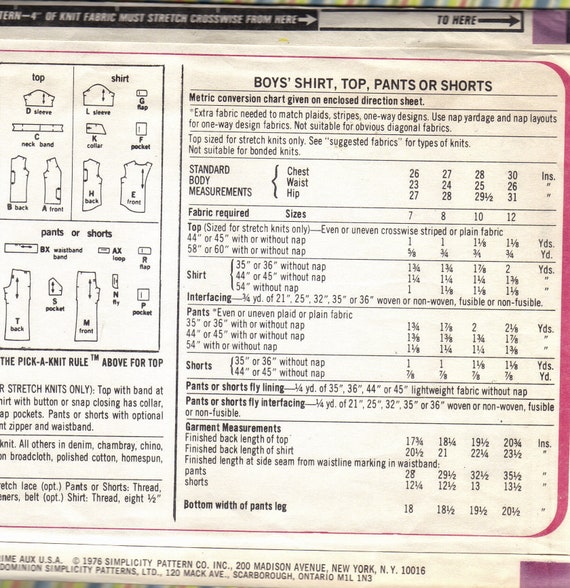 TERN—4" OF KNIT FABRIC MUST STRETCH CROSSWISE FROM HERE
TO HERE
top
shirt
D sleeve
L sleeve
G flap
C neck band
K collar
F pocket
B back
A front
H back
E front
pants or shorts
BX waistband
band
AX loop
R flap
S pocket
N fly
P pocket
T back
M front
THE PICK-A-KNIT RULE™ ABOVE FOR TOP
R STRETCH KNITS ONLY): Top with band at
hirt with button or snap closing has collar,
ap pockets. Pants or shorts with optional
nt zipper and waistband.
knit. All others in denim, chambray, chino,
on broadcloth, polished cotton, homespun,
retch lace (opt.) Pants or Shorts: Thread,
eners, belt (opt.) Shirt: Thread, eight ½"
BOYS' SHIRT, TOP, PANTS OR SHORTS
Metric conversion chart given on enclosed direction sheet.
*Extra fabric needed to match plaids, stripes, one-way designs. Use nap yardage and nap layouts
for one-way design fabrics. Not suitable for obvious diagonal fabrics.
Top sized for stretch knits only. See "suggested fabrics" for types of knits.
Not suitable for bonded knits.
STANDARD BODY MEASUREMENTS
Chest 26 27 28 30 Ins.
Waist 23 24 25 26 "
Hip 27 28 29½ 31 "
Fabric required Sizes 7 8 10 12
Top (Sized for stretch knits only)—Even or uneven crosswise striped or plain fabric
44" or 45" with or without nap 1 1 1⅛ 1⅛ Yds.
58" or 60" with or without nap ⅝ ¾ ¾ ¾ Yd.
Shirt
35" or 36" without nap 1¾ 1¾ 1⅞ 2 Yds.
44" or 45" without nap 1¼ 1¼ 1¼ 1⅜ "
54" without nap 1 1⅛ 1⅛ 1⅛ "
Interfacing—¾ yd. of 21", 25", 32", 35" or 36" woven or non-woven, fusible or non-fusible.
Pants *Even or uneven plaid or plain fabric
35" or 36" with or without nap 1¾ 1⅞ 2 2⅛ Yds.
44" or 45" with or without nap 1⅜ 1⅜ 1¾ 1⅞ "
54" with or without nap 1⅛ 1¼ 1¼ 1⅜ "
Shorts
35" or 36" without nap 1 1 1⅛ 1⅛ Yds.
44" or 45" without nap ⅞ ⅞ ⅞ ⅞ Yd.
Pants or shorts fly lining—¼ yd. of 35", 36", 44" or 45" lightweight fabric without nap
Pants or shorts fly interfacing—¼ yd. of 21", 25", 32", 35" or 36" woven or non-woven, fusible
or non-fusible.
Garment Measurements
Finished back length of top 17¾ 18¼ 19½ 20¾ Ins.
Finished back length of shirt 20½ 21 22¼ 23½ "
Finished length at side seam from waistline marking in waistband:
pants 28 29½ 32½ 35½ "
shorts 12¼ 12½ 13 13½ "
Bottom width of pants leg 18 18½ 19½ 20½ "
RIME AUX U.S.A. © 1976 SIMPLICITY PATTERN CO. INC., 200 MADISON AVENUE, NEW YORK, N.Y. 10016
DOMINION SIMPLICITY PATTERNS, LTD., 120 MACK AVE., SCARBOROUGH, ONTARIO M1L 1N3